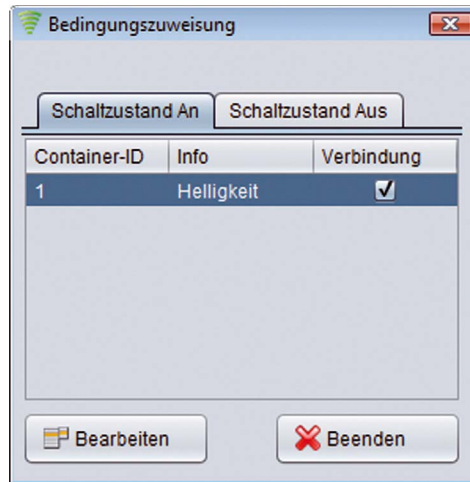 Bedingungszuweisung
Schaltzustand An Schaltzustand Aus
Container-ID Info Verbindung
1 Helligkeit
Bearbeiten Beenden